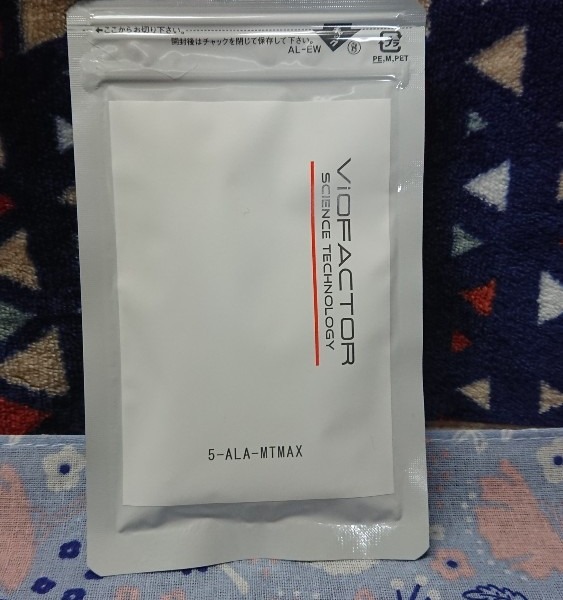 ←ここからお切り下さい。
開封後はチャックを閉じて保存して下さい。
AL-EW
プラ
PE.M.PET
ViOFACTOR
SCIENCE TECHNOLOGY
5-ALA-MTMAX